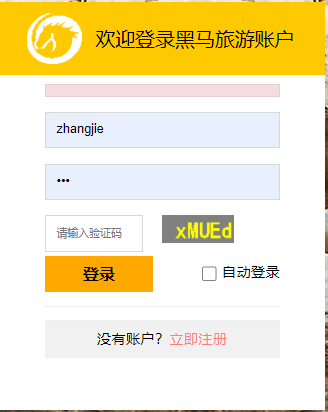 欢迎登录黑马旅游账户
zhangjie
•••
请输入验证码 xMUEd
登录 自动登录
没有账户？立即注册